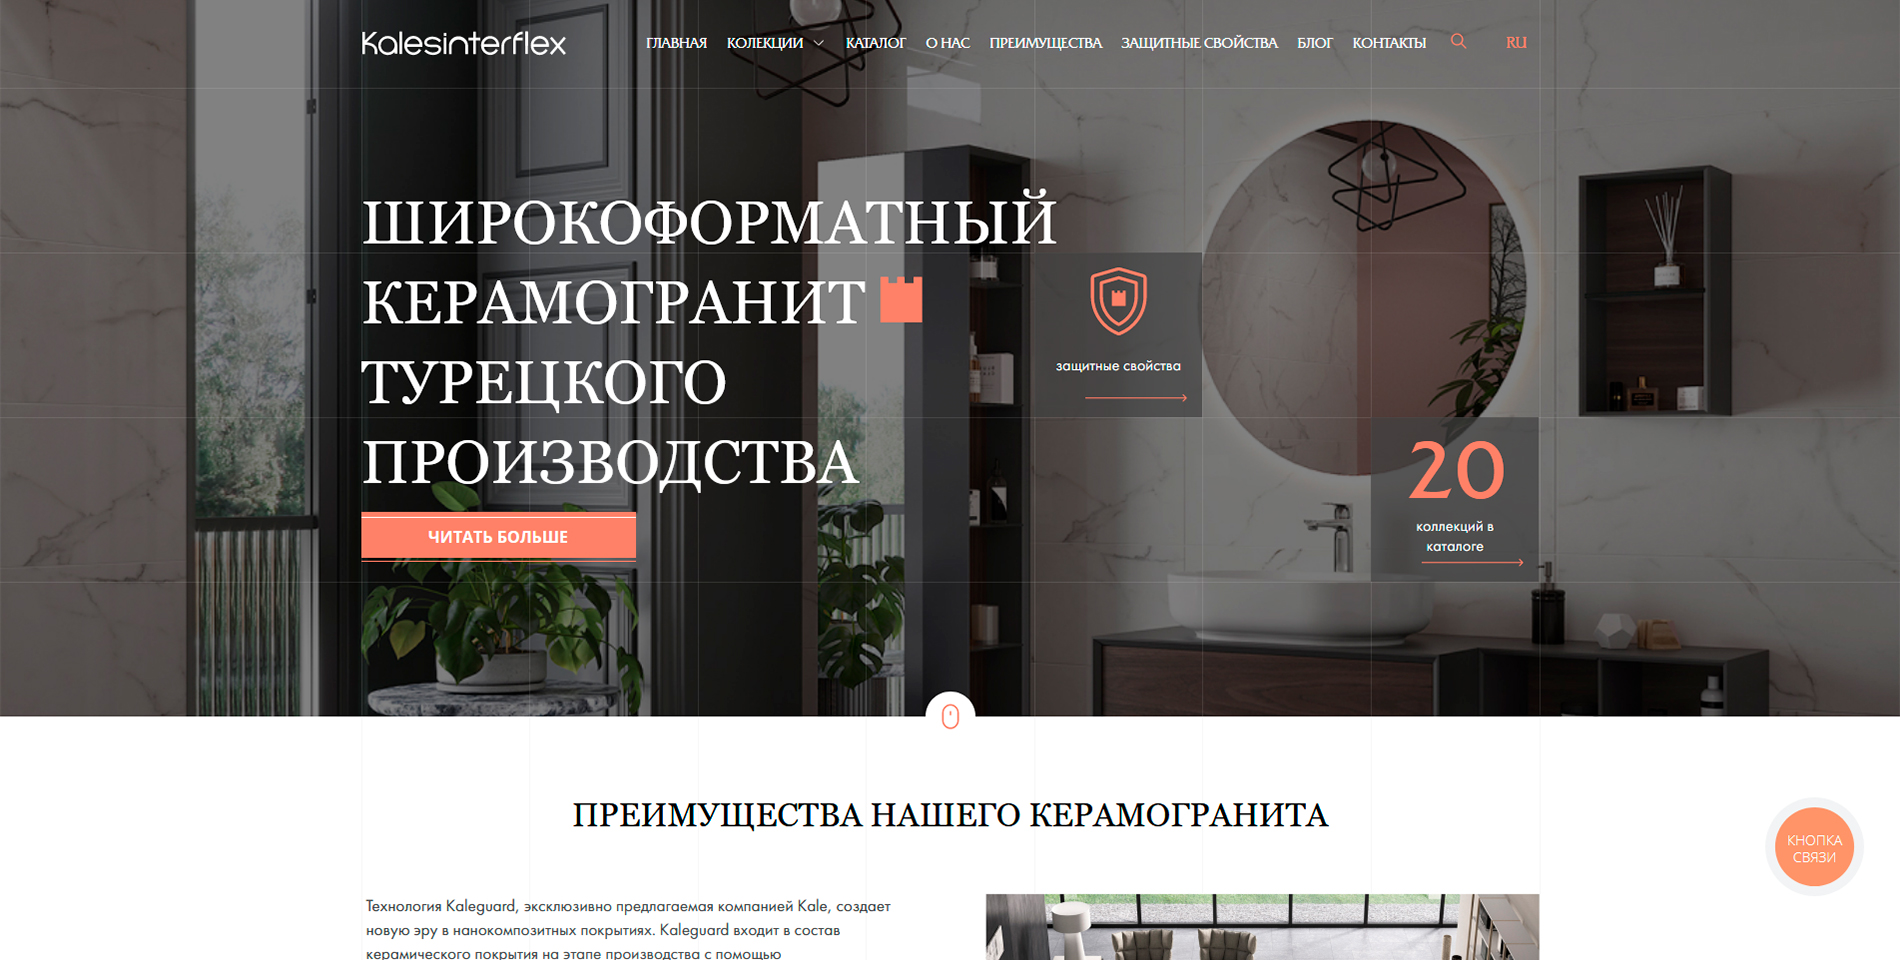 Kalesinterflex
ГЛАВНАЯ КОЛЕКЦИИ КАТАЛОГ О НАС ПРЕИМУЩЕСТВА ЗАЩИТНЫЕ СВОЙСТВА БЛОГ КОНТАКТЫ RU
ШИРОКОФОРМАТНЫЙ
КЕРАМОГРАНИТ
ТУРЕЦКОГО
ПРОИЗВОДСТВА
ЧИТАТЬ БОЛЬШЕ
защитные свойства
20
коллекций в
каталоге
ПРЕИМУЩЕСТВА НАШЕГО КЕРАМОГРАНИТА
Технология Kaleguard, эксклюзивно предлагаемая компанией Kale, создает
новую эру в нанокомпозитных покрытиях. Kaleguard входит в состав
керамического покрытия на этапе производства с помощью
КНОПКА
СВЯЗИ